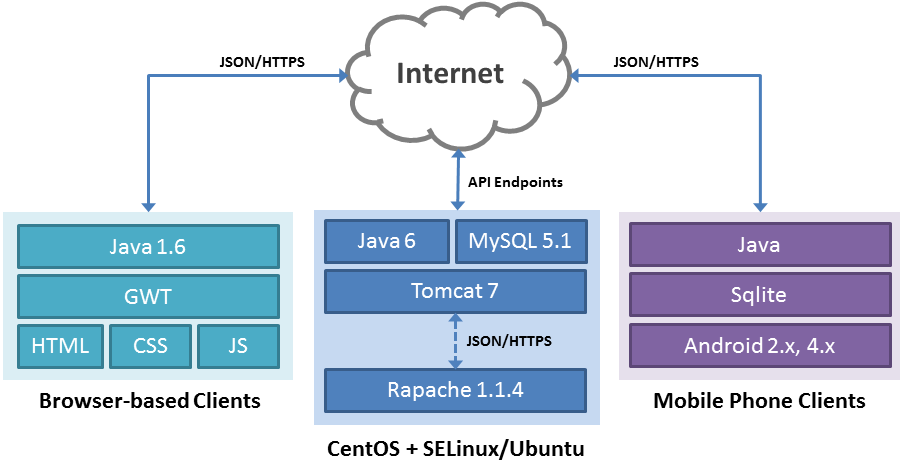 JSON/HTTPS
Internet
JSON/HTTPS
API Endpoints
Java 1.6
GWT
HTML
CSS
JS
Browser-based Clients
Java 6
MySQL 5.1
Tomcat 7
JSON/HTTPS
Rapache 1.1.4
CentOS + SELinux/Ubuntu
Java
Sqlite
Android 2.x, 4.x
Mobile Phone Clients